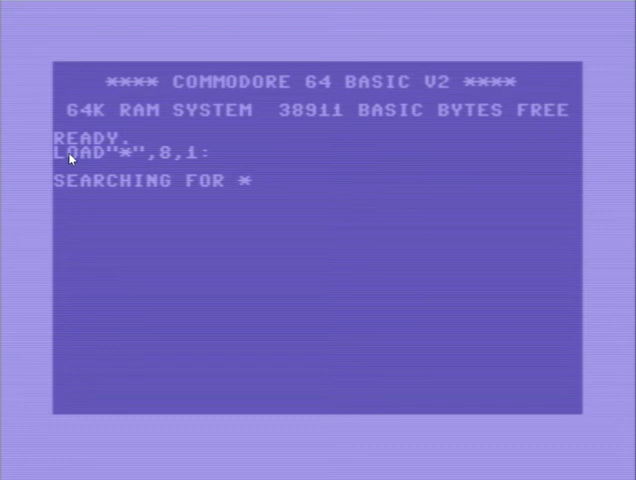 **** COMMODORE 64 BASIC V2 ****
64K RAM SYSTEM 38911 BASIC BYTES FREE
READY.
LOAD"*",8,1:
SEARCHING FOR *